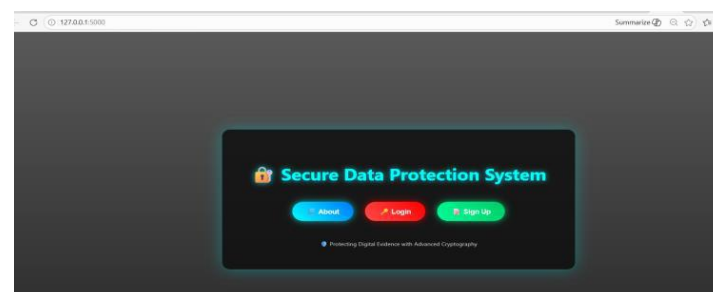 127.0.0.1:5000 Summarize
🔐 Secure Data Protection System
About Login Sign Up
Protecting Digital Evidence with Advanced Cryptography